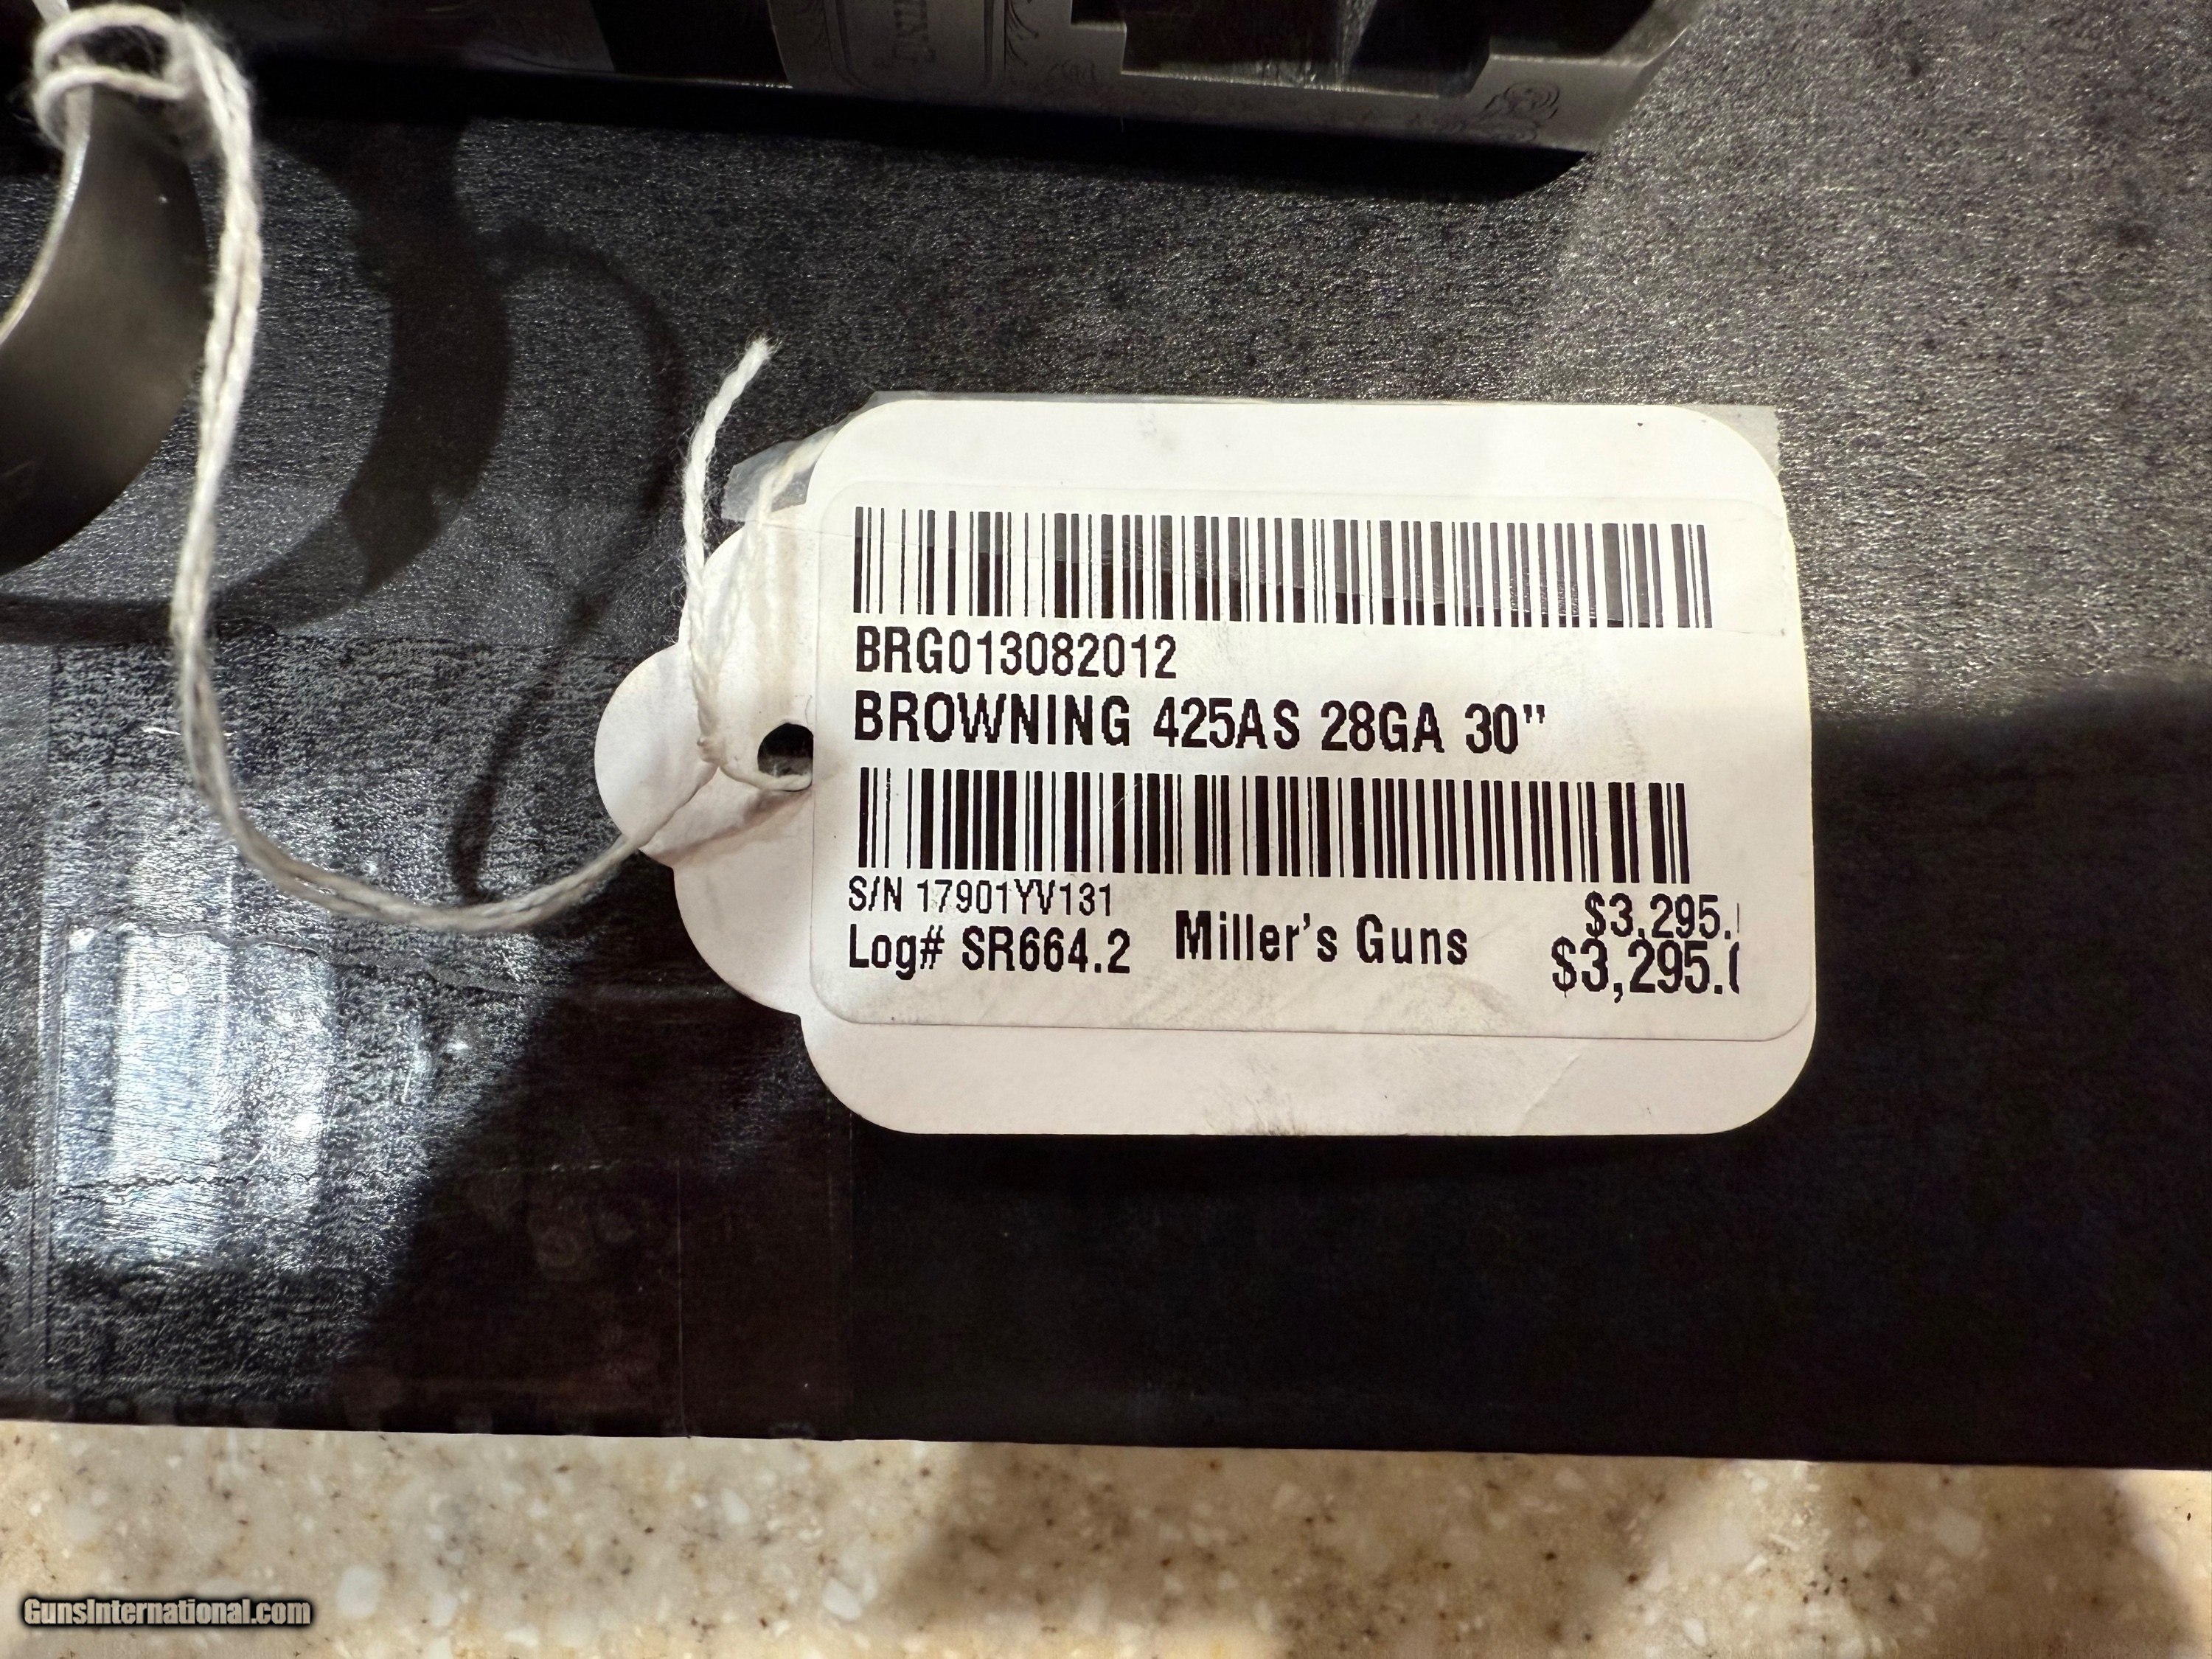 BRG013082012
BROWNING 425AS 28GA 30"
S/N 17901YV131
$3,295.
Log# SR664.2
Miller's Guns
$3,295.
GunsInternational.com